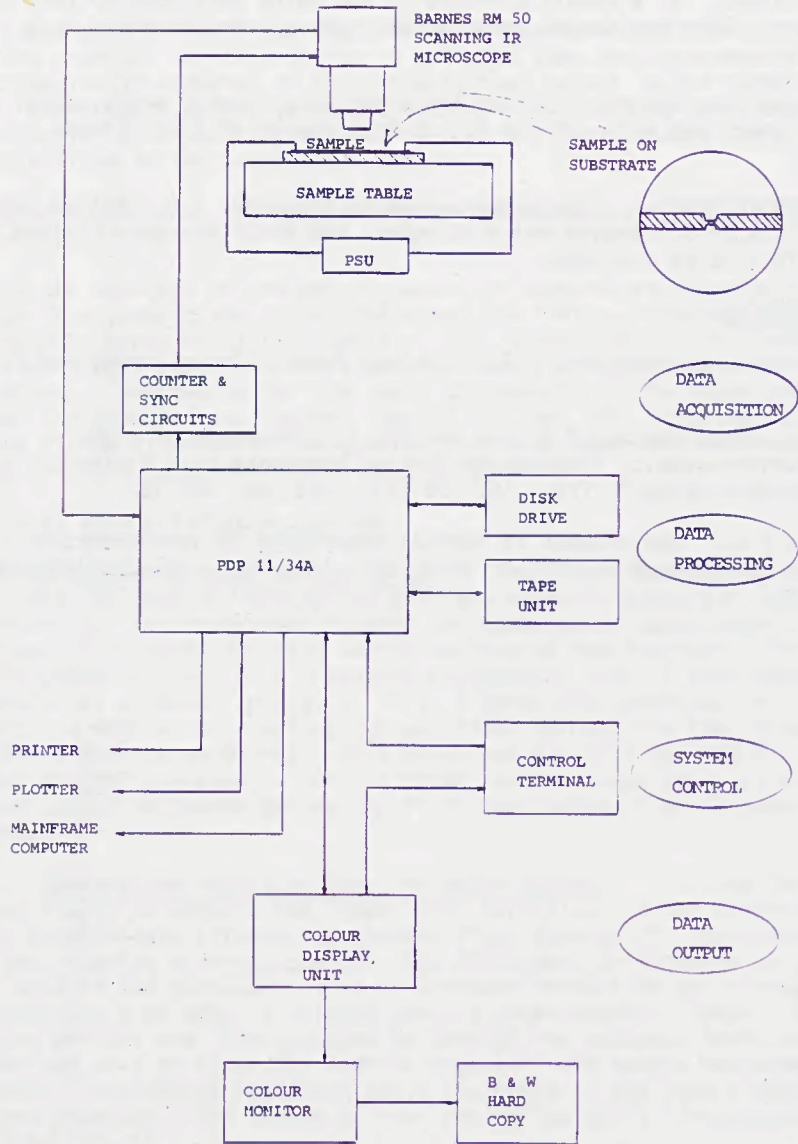 BARNES RM 50
SCANNING IR
MICROSCOPE
SAMPLE
SAMPLE ON
SUBSTRATE
SAMPLE TABLE
PSU
COUNTER &
SYNC
CIRCUITS
DATA
ACQUISITION
DISK
DRIVE
PDP 11/34A
DATA
PROCESSING
TAPE
UNIT
PRINTER
PLOTTER
MAINFRAME
COMPUTER
CONTROL
TERMINAL
SYSTEM
CONTROL
COLOUR
DISPLAY,
UNIT
DATA
OUTPUT
COLOUR
MONITOR
B & W
HARD
COPY